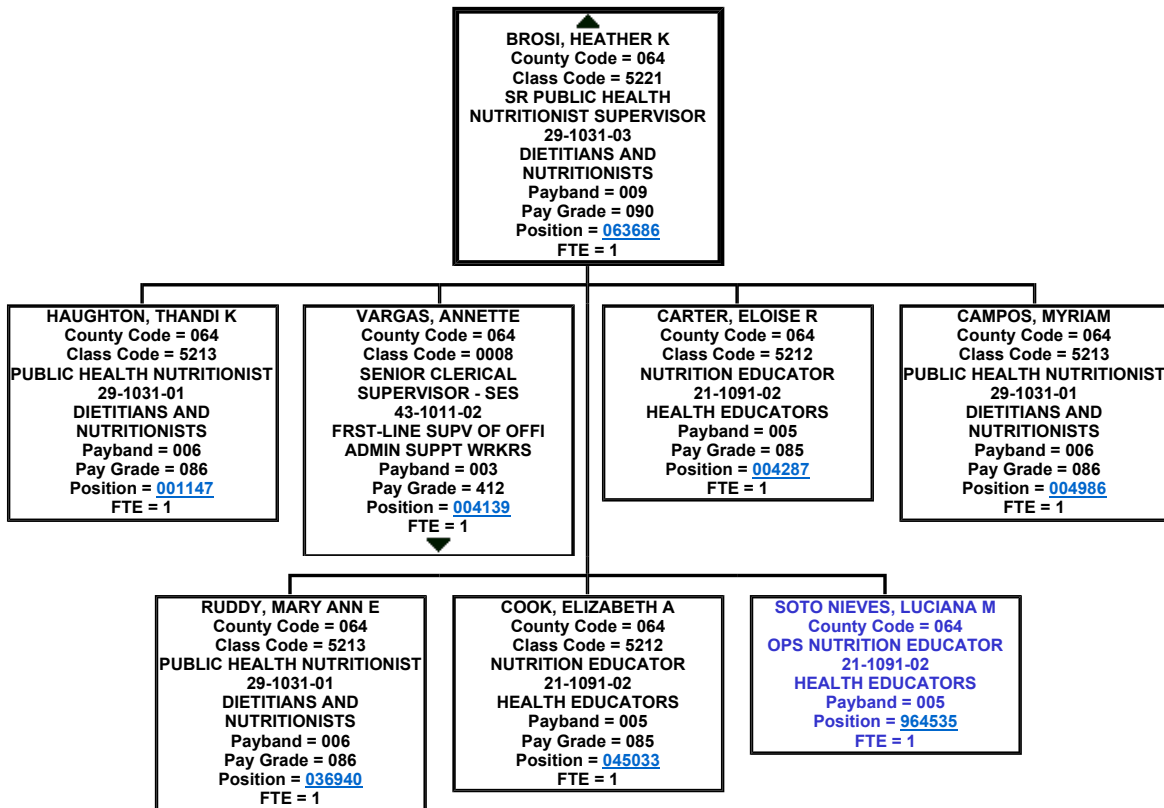 BROSI, HEATHER K
County Code = 064
Class Code = 5221
SR PUBLIC HEALTH
NUTRITIONIST SUPERVISOR
29-1031-03
DIETITIANS AND
NUTRITIONISTS
Payband = 009
Pay Grade = 090
Position = 063686
FTE = 1
HAUGHTON, THANDI K
County Code = 064
Class Code = 5213
PUBLIC HEALTH NUTRITIONIST
29-1031-01
DIETITIANS AND
NUTRITIONISTS
Payband = 006
Pay Grade = 086
Position = 001147
FTE = 1
VARGAS, ANNETTE
County Code = 064
Class Code = 0008
SENIOR CLERICAL
SUPERVISOR - SES
43-1011-02
FRST-LINE SUPV OF OFFI
ADMIN SUPPT WRKRS
Payband = 003
Pay Grade = 412
Position = 004139
FTE = 1
CARTER, ELOISE R
County Code = 064
Class Code = 5212
NUTRITION EDUCATOR
21-1091-02
HEALTH EDUCATORS
Payband = 005
Pay Grade = 085
Position = 004287
FTE = 1
CAMPOS, MYRIAM
County Code = 064
Class Code = 5213
PUBLIC HEALTH NUTRITIONIST
29-1031-01
DIETITIANS AND
NUTRITIONISTS
Payband = 006
Pay Grade = 086
Position = 004986
FTE = 1
RUDDY, MARY ANN E
County Code = 064
Class Code = 5213
PUBLIC HEALTH NUTRITIONIST
29-1031-01
DIETITIANS AND
NUTRITIONISTS
Payband = 006
Pay Grade = 086
Position = 036940
FTE = 1
COOK, ELIZABETH A
County Code = 064
Class Code = 5212
NUTRITION EDUCATOR
21-1091-02
HEALTH EDUCATORS
Payband = 005
Pay Grade = 085
Position = 045033
FTE = 1
SOTO NIEVES, LUCIANA M
County Code = 064
OPS NUTRITION EDUCATOR
21-1091-02
HEALTH EDUCATORS
Payband = 005
Position = 964535
FTE = 1